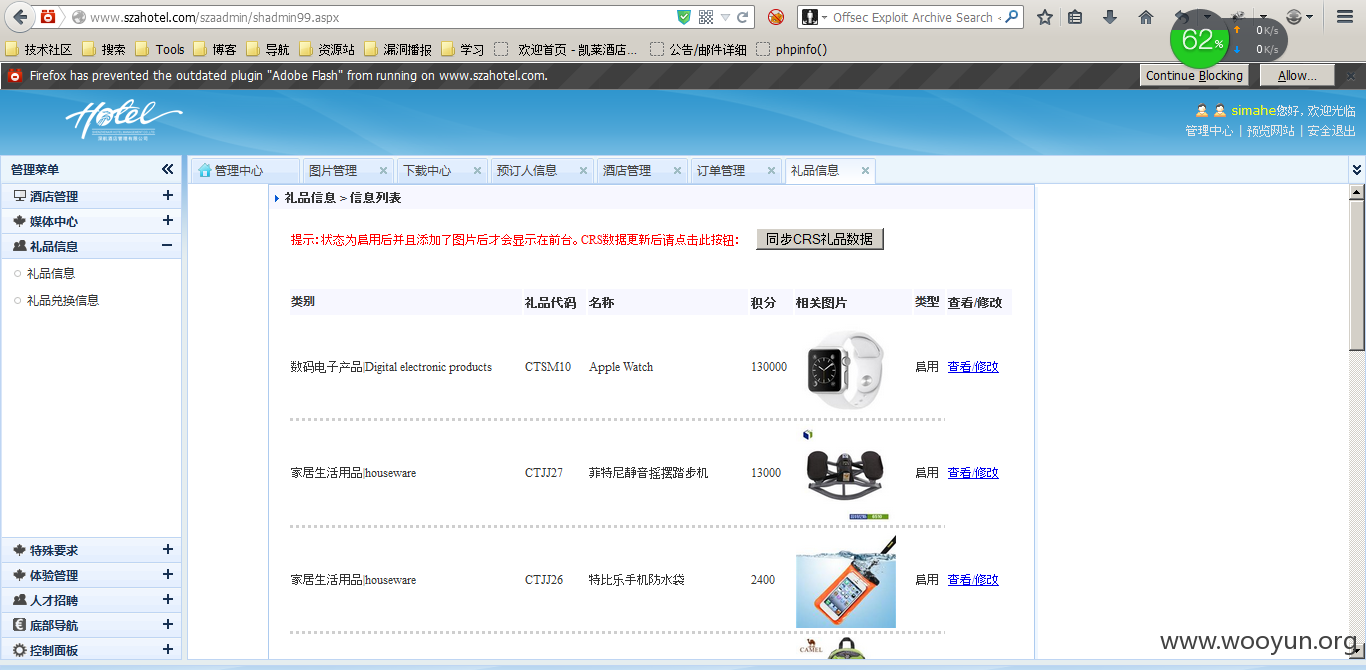 www.szahotel.com/szaadmin/shadmin99.aspx
Offsec Exploit Archive Search
技术社区 搜索 Tools 博客 导航 资源站 漏洞播报 学习 欢迎首页 - 凯莱酒店... 公告/邮件详细 phpinfo()
62% 0K/s
0K/s
Firefox has prevented the outdated plugin "Adobe Flash" from running on www.szahotel.com. Continue Blocking Allow...
Hotel
simahe您好, 欢迎光临
管理中心 | 预览网站 | 安全退出
管理菜单
管理中心 图片管理 下载中心 预订人信息 酒店管理 订单管理 礼品信息
酒店管理
媒体中心
礼品信息
礼品信息
礼品兑换信息
特殊要求
体验管理
人才招聘
底部导航
控制面板
礼品信息 > 信息列表
提示:状态为启用后并且添加了图片后才会显示在前台。CRS数据更新后请点击此按钮: 同步CRS礼品数据
类别 礼品代码 名称 积分 相关图片 类型 查看/修改
数码电子产品|Digital electronic products CTSM10 Apple Watch 130000 启用 查看/修改
家居生活用品|houseware CTJJ27 菲特尼静音摇摆踏步机 13000 启用 查看/修改
家居生活用品|houseware CTJJ26 特比乐手机防水袋 2400 启用 查看/修改
CAMEL
www.wooyun.org